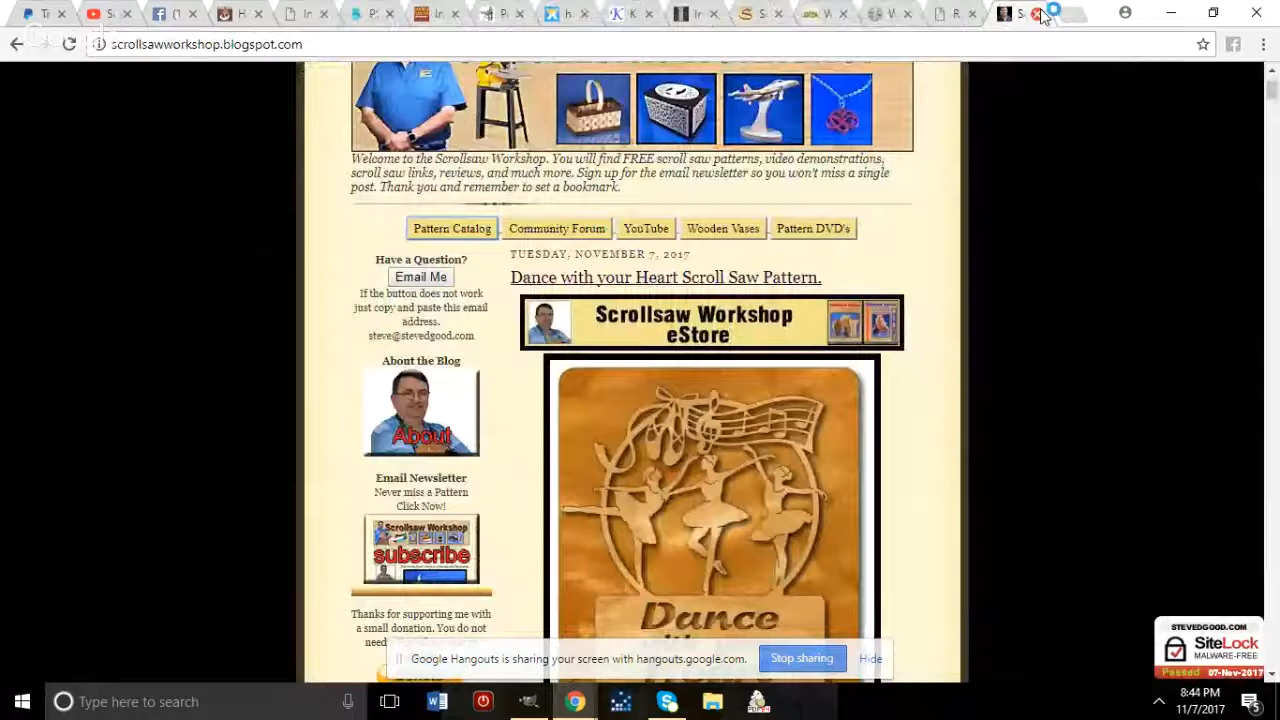 scrollsawworkshop.blogspot.com
Welcome to the Scrollsaw Workshop. You will find FREE scroll saw patterns, video demonstrations,
scroll saw links, reviews, and much more. Sign up for the email newsletter so you won't miss a single
post. Thank you and remember to set a bookmark.
Pattern Catalog Community Forum YouTube Wooden Vases Pattern DVD's
TUESDAY, NOVEMBER 7, 2017
Dance with your Heart Scroll Saw Pattern.
Scrollsaw Workshop
eStore
Dance
Have a Question?
Email Me
If the button does not work
just copy and paste this email
address.
steve@stevedgood.com
About the Blog
About
Email Newsletter
Never miss a Pattern
Click Now!
Scrollsaw Workshop
subscribe
Thanks for supporting me with
a small donation. You do not
Google Hangouts is sharing your screen with hangouts.google.com.
Stop sharing
Hide
STEVEDGOOD.COM
SiteLock
MALWARE-FREE
Passed 07-Nov-2017
Type here to search
8:44 PM
11/7/2017